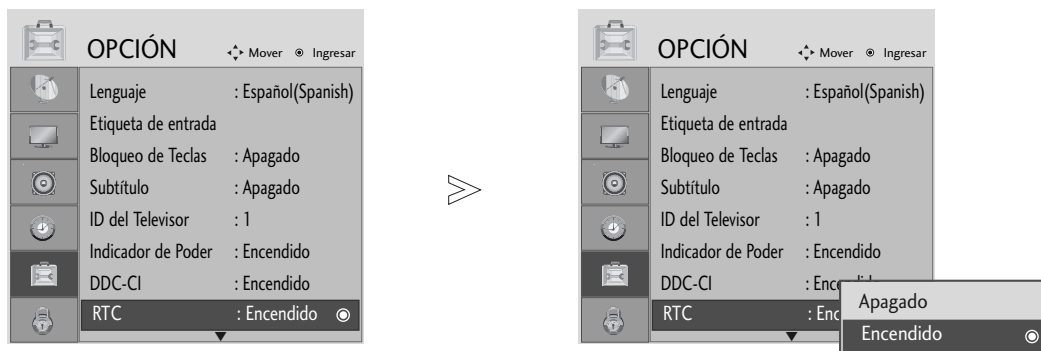 OPCIÓN Mover Ingresar
Lenguaje : Español(Spanish)
Etiqueta de entrada
Bloqueo de Teclas : Apagado
Subtítulo : Apagado
ID del Televisor : 1
Indicador de Poder : Encendido
DDC-CI : Encendido
RTC : Encendido
OPCIÓN Mover Ingresar
Lenguaje : Español(Spanish)
Etiqueta de entrada
Bloqueo de Teclas : Apagado
Subtítulo : Apagado
ID del Televisor : 1
Indicador de Poder : Encendido
DDC-CI
RTC : Enc
Apagado
Encendido